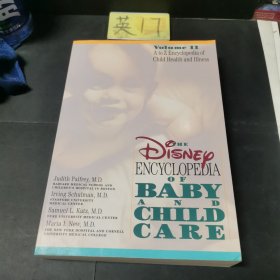 英17
Volume II
A to Z Encyclopedia of
Child Health and Illness
THE
Disney
ENCYCLOPEDIA
OF
BABY
AND
CHILD
CARE
Judith Palfrey, M.D.
HARVARD MEDICAL SCHOOL AND
CHILDREN'S HOSPITAL IN BOSTON
Irving Schulman, M.D.
STANFORD UNIVERSITY
MEDICAL CENTER
Samuel L. Katz, M.D.
DUKE UNIVERSITY MEDICAL CENTER
Maria I. New, M.D.
THE NEW YORK HOSPITAL AND CORNELL
UNIVERSITY MEDICAL COLLEGE